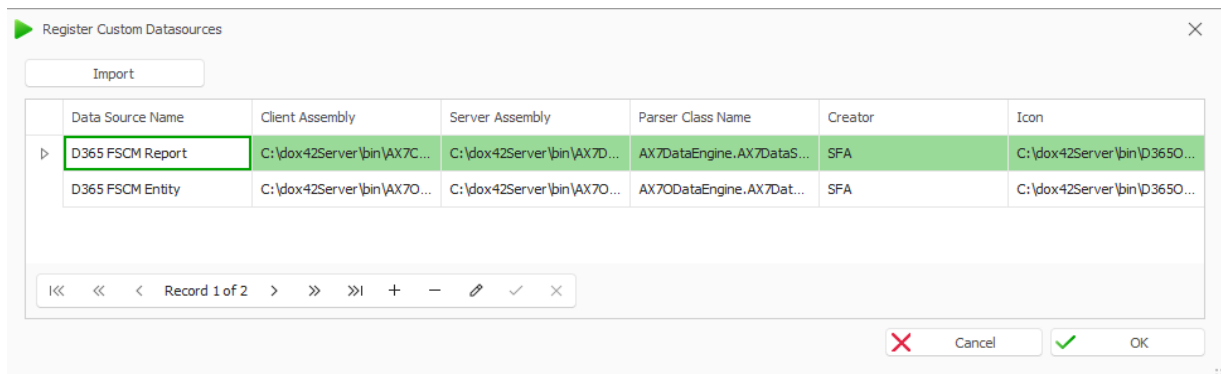 Register Custom Datasources
Import
Data Source Name Client Assembly Server Assembly Parser Class Name Creator Icon
D365 FSCM Report C:\dox42Server\bin\AX7C... C:\dox42Server\bin\AX7D... AX7DataEngine.AX7DataS... SFA C:\dox42Server\bin\D365O...
D365 FSCM Entity C:\dox42Server\bin\AX7O... C:\dox42Server\bin\AX7O... AX7ODataEngine.AX7Dat... SFA C:\dox42Server\bin\D365O...
Record 1 of 2
Cancel OK